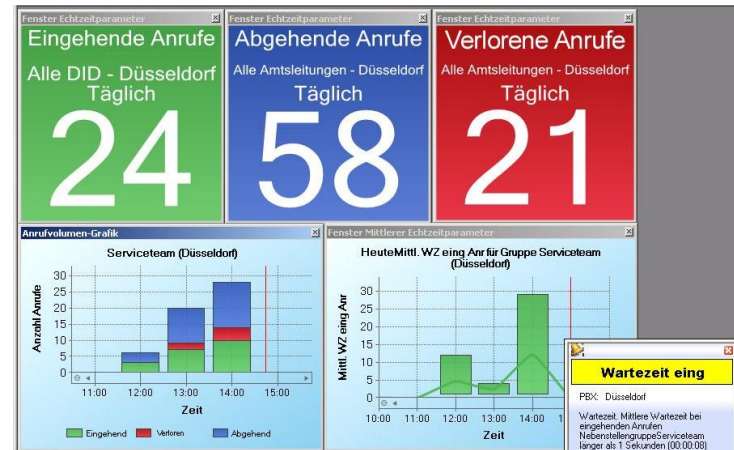 Fenster Echtzeitparameter
Eingehende Anrufe
Alle DID - Düsseldorf
Täglich
24
Fenster Echtzeitparameter
Abgehende Anrufe
Alle Amtsleitungen - Düsseldorf
Täglich
58
Fenster Echtzeitparameter
Verlorene Anrufe
Alle Amtsleitungen - Düsseldorf
Täglich
21
Anrufvolumen-Grafik
Serviceteam (Düsseldorf)
Anzahl Anrufe
30
25
20
15
10
5
0
11:00 12:00 13:00 14:00 15:00
Zeit
Eingehend Verloren Abgehend
Fenster Mittlerer Echtzeitparameter
HeuteMittl. WZ eing Anr für Gruppe Serviceteam
(Düsseldorf)
Mittl. WZ eing Anr
30
25
20
15
10
5
0
10:00 11:00 12:00 13:00 14:00 1
Zeit
Wartezeit eing
PBX: Düsseldorf
Wartezeit. Mittlere Wartezeit bei
eingehenden Anrufen
NebenstellengruppeServiceteam
länger als 1 Sekunden (00:00:08)